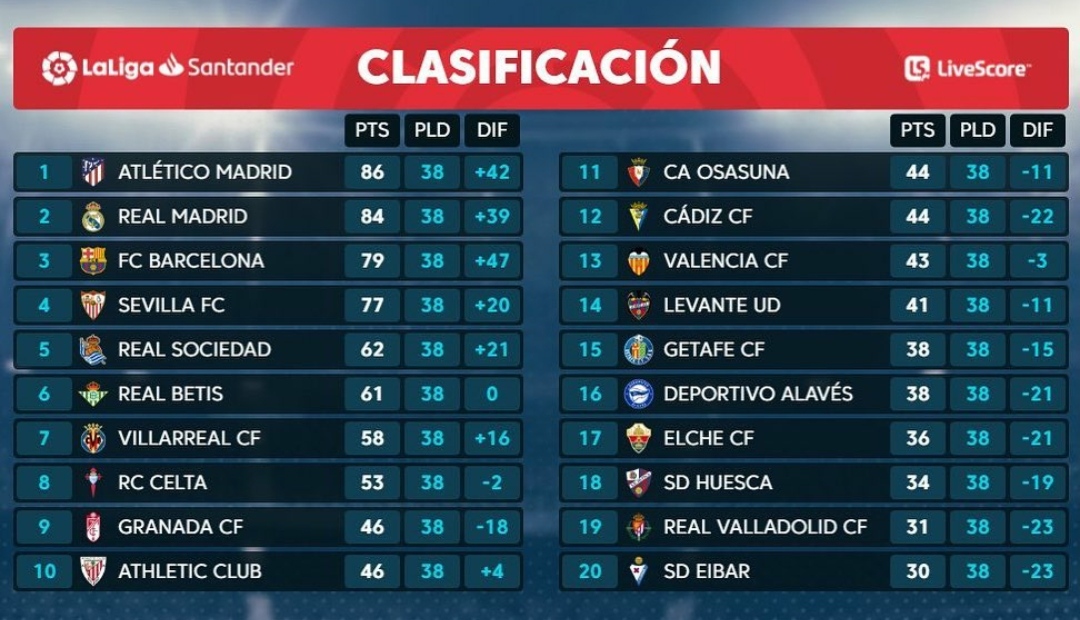 LaLiga Santander
CLASIFICACIÓN
LS LiveScore™
PTS PLD DIF
1 ATLÉTICO MADRID 86 38 +42
2 REAL MADRID 84 38 +39
3 FC BARCELONA 79 38 +47
4 SEVILLA FC 77 38 +20
5 REAL SOCIEDAD 62 38 +21
6 REAL BETIS 61 38 0
7 VILLARREAL CF 58 38 +16
8 RC CELTA 53 38 -2
9 GRANADA CF 46 38 -18
10 ATHLETIC CLUB 46 38 +4
PTS PLD DIF
11 CA OSASUNA 44 38 -11
12 CÁDIZ CF 44 38 -22
13 VALENCIA CF 43 38 -3
14 LEVANTE UD 41 38 -11
15 GETAFE CF 38 38 -15
16 DEPORTIVO ALAVÉS 38 38 -21
17 ELCHE CF 36 38 -21
18 SD HUESCA 34 38 -19
19 REAL VALLADOLID CF 31 38 -23
20 SD EIBAR 30 38 -23